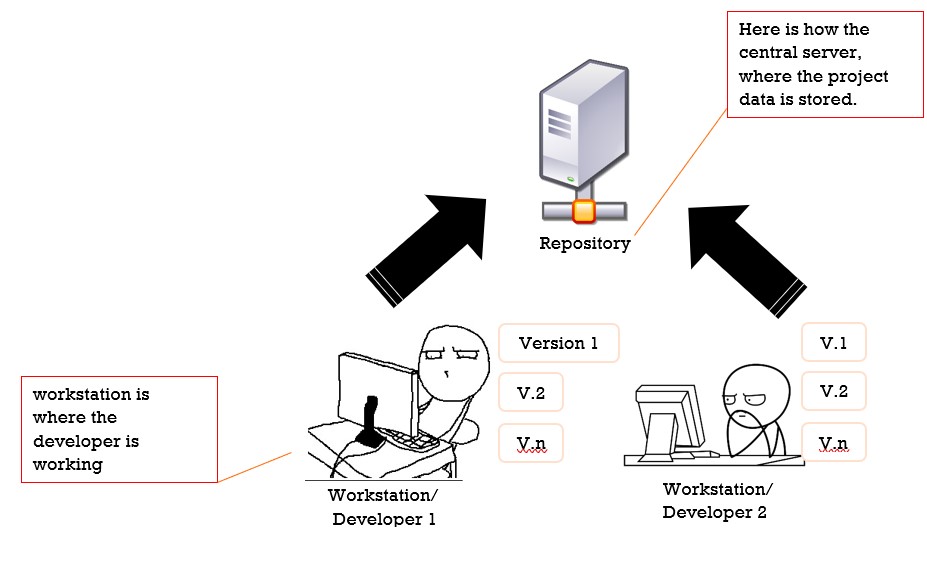 Here is how the
central server,
where the project
data is stored.
Repository
Version 1
V.2
V.n
V.1
V.2
V.n
workstation is
where the
developer is
working
Workstation/
Developer 1
Workstation/
Developer 2